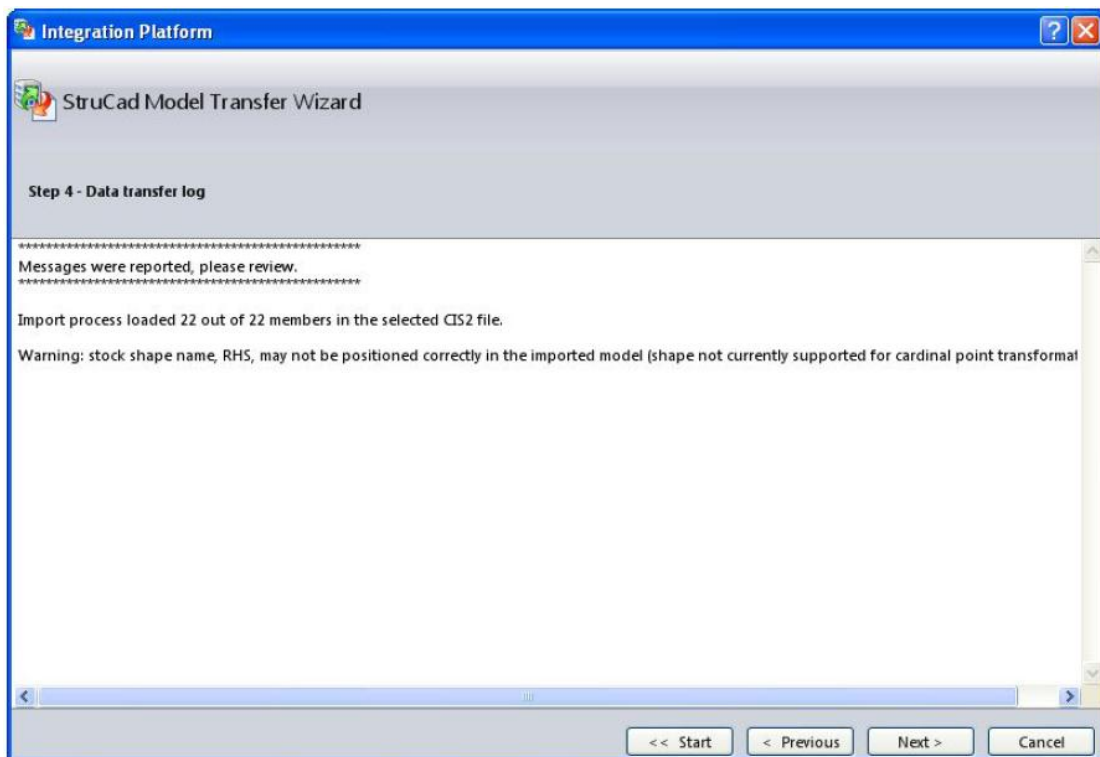 Integration Platform
StruCad Model Transfer Wizard
Step 4 - Data transfer log
**************************************************
Messages were reported, please review.
**************************************************
Import process loaded 22 out of 22 members in the selected CIS2 file.
Warning: stock shape name, RHS, may not be positioned correctly in the imported model (shape not currently supported for cardinal point transformat
<< Start
< Previous
Next >
Cancel